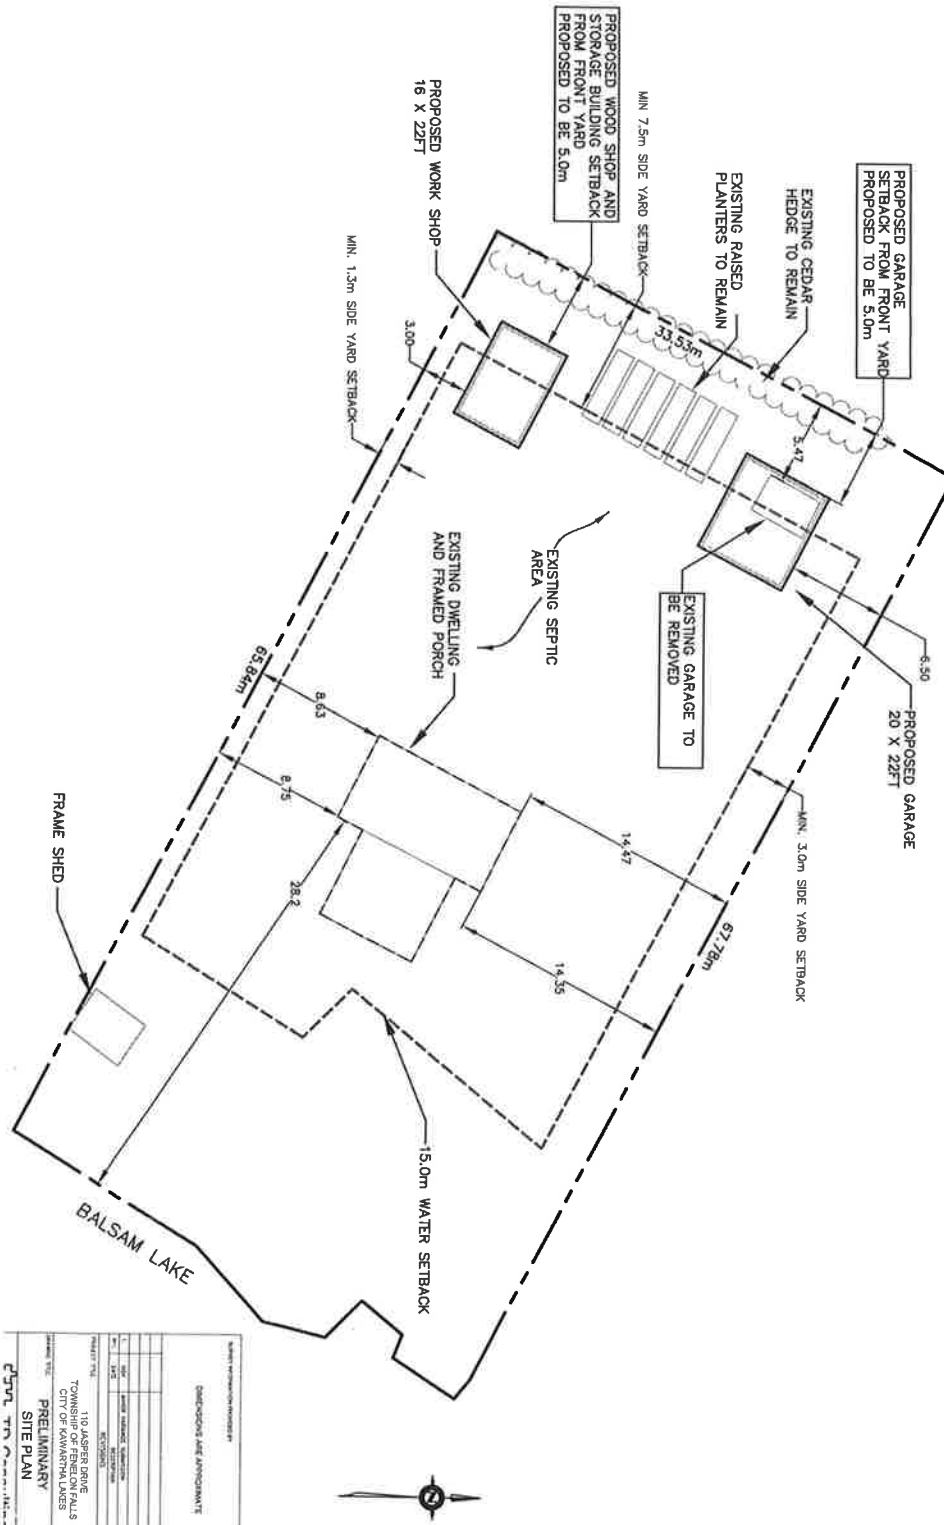 PROPOSED GARAGE
SETBACK FROM FRONT YARD
PROPOSED TO BE 5.0m
EXISTING CEDAR
HEDGE TO REMAIN
EXISTING RAISED
PLANTERS TO REMAIN
MIN 7.5m SIDE YARD SETBACK
PROPOSED WOOD SHOP AND
STORAGE BUILDING SETBACK
FROM FRONT YARD
PROPOSED TO BE 5.0m
PROPOSED WORK SHOP
16 X 22FT
MIN. 1.3m SIDE YARD SETBACK
3.00
33.53m
5.47
6.50
PROPOSED GARAGE
20 X 22FT
MIN. 3.0m SIDE YARD SETBACK
EXISTING GARAGE TO
BE REMOVED
EXISTING SEPTIC
AREA
EXISTING DWELLING
AND FRAMED PORCH
65.84m
8.63
8.75
28.2
14.47
14.35
67.78m
FRAME SHED
15.0m WATER SETBACK
BALSAM LAKE
N
DIMENSIONS ARE APPROXIMATE
REVISIONS
PROJECT TITLE
110 JASPER DRIVE
TOWNSHIP OF FENELON FALLS
CITY OF KAWARTHA LAKES
DRAWING TITLE
PRELIMINARY
SITE PLAN